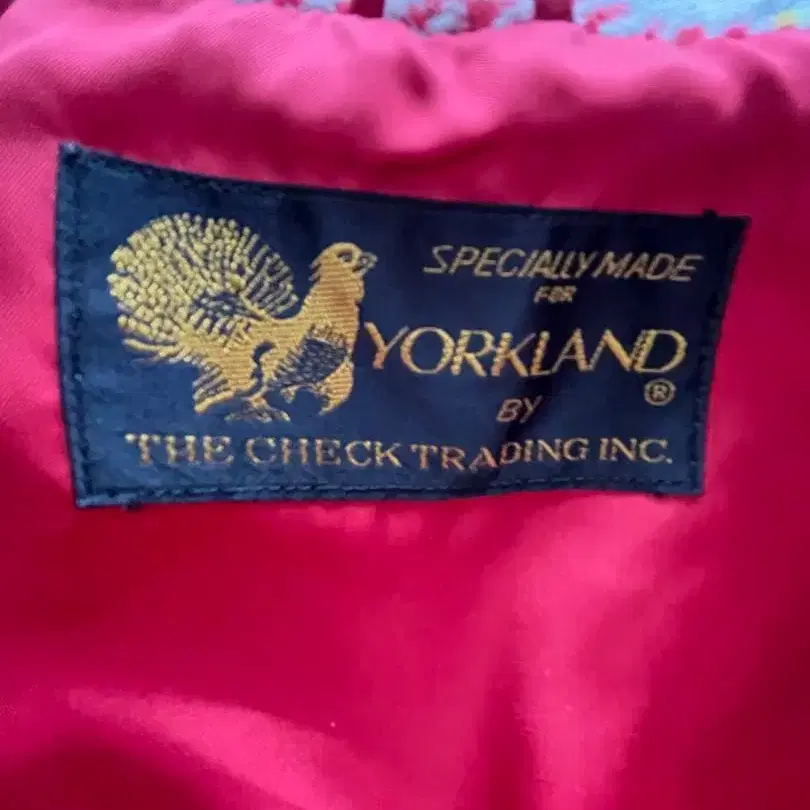 SPECIALLY MADE
FOR
YORKLAND
®
BY
THE CHECK TRADING INC.